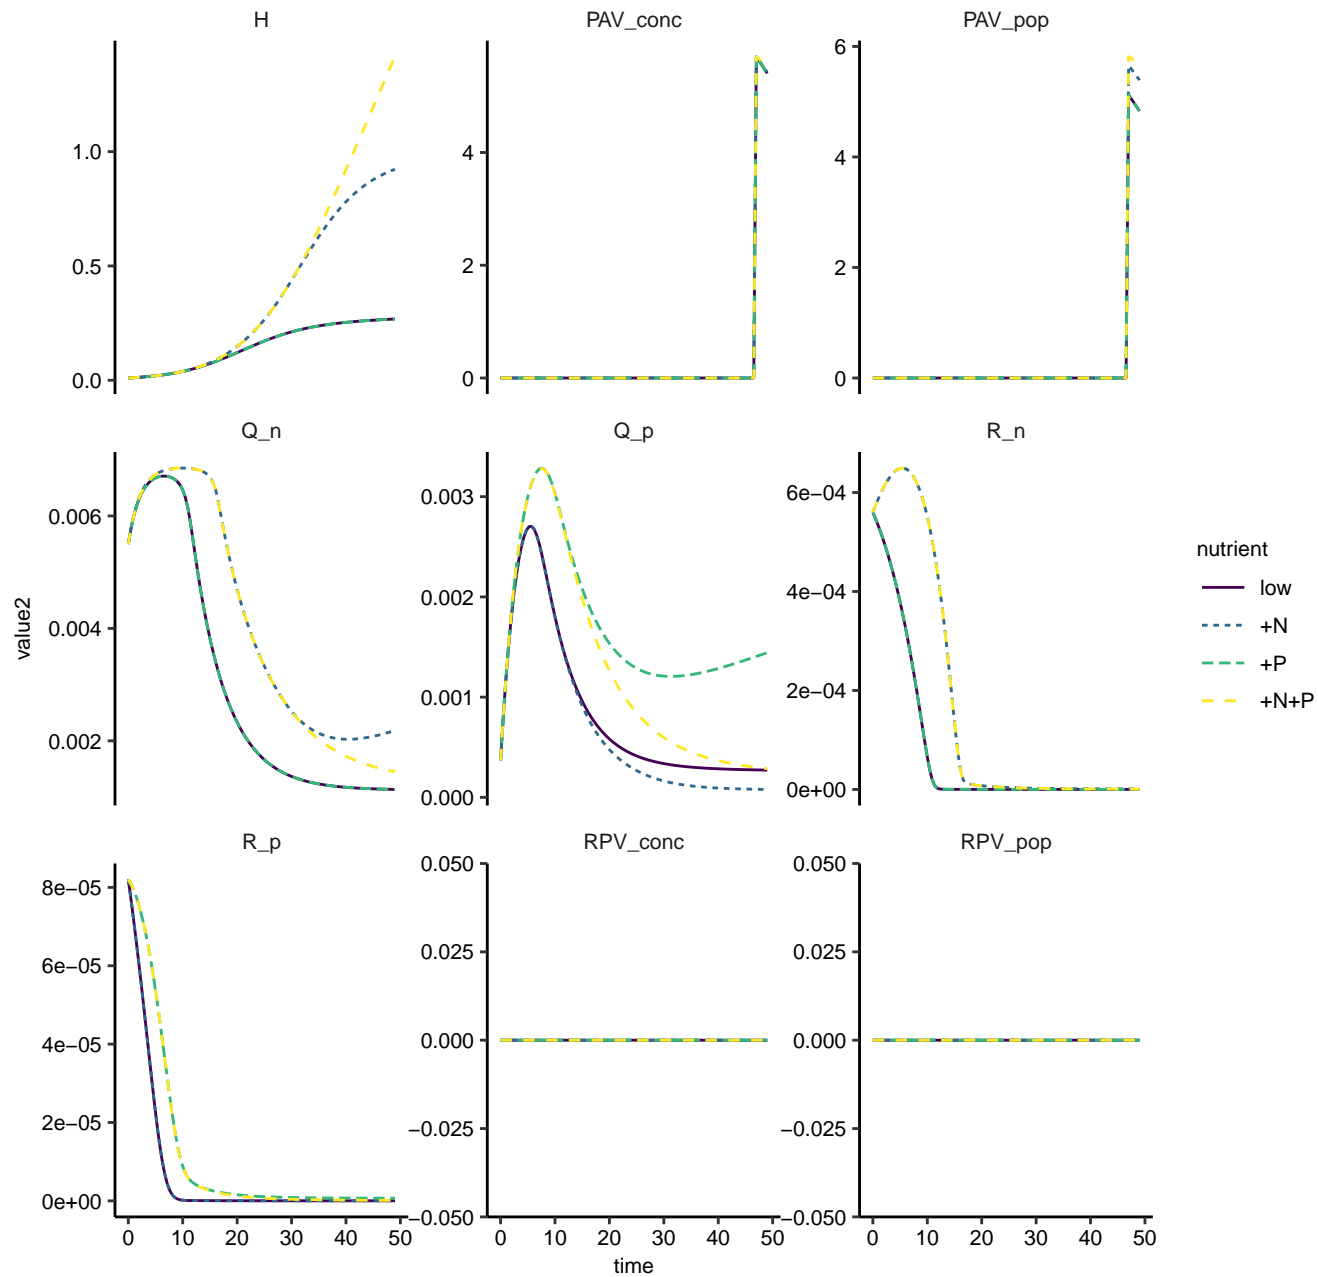 H
PAV_conc
PAV_pop
1.0
0.5
0.0
4
2
0
6
4
2
0
Q_n
Q_p
R_n
0.006
0.004
0.002
0.003
0.002
0.001
0.000
6e−04
4e−04
2e−04
0e+00
R_p
RPV_conc
RPV_pop
8e−05
6e−05
4e−05
2e−05
0e+00
0.050
0.025
0.000
−0.025
−0.050
0.050
0.025
0.000
−0.025
−0.050
0 10 20 30 40 50
0 10 20 30 40 50
0 10 20 30 40 50
time
value2
nutrient
low
+N
+P
+N+P